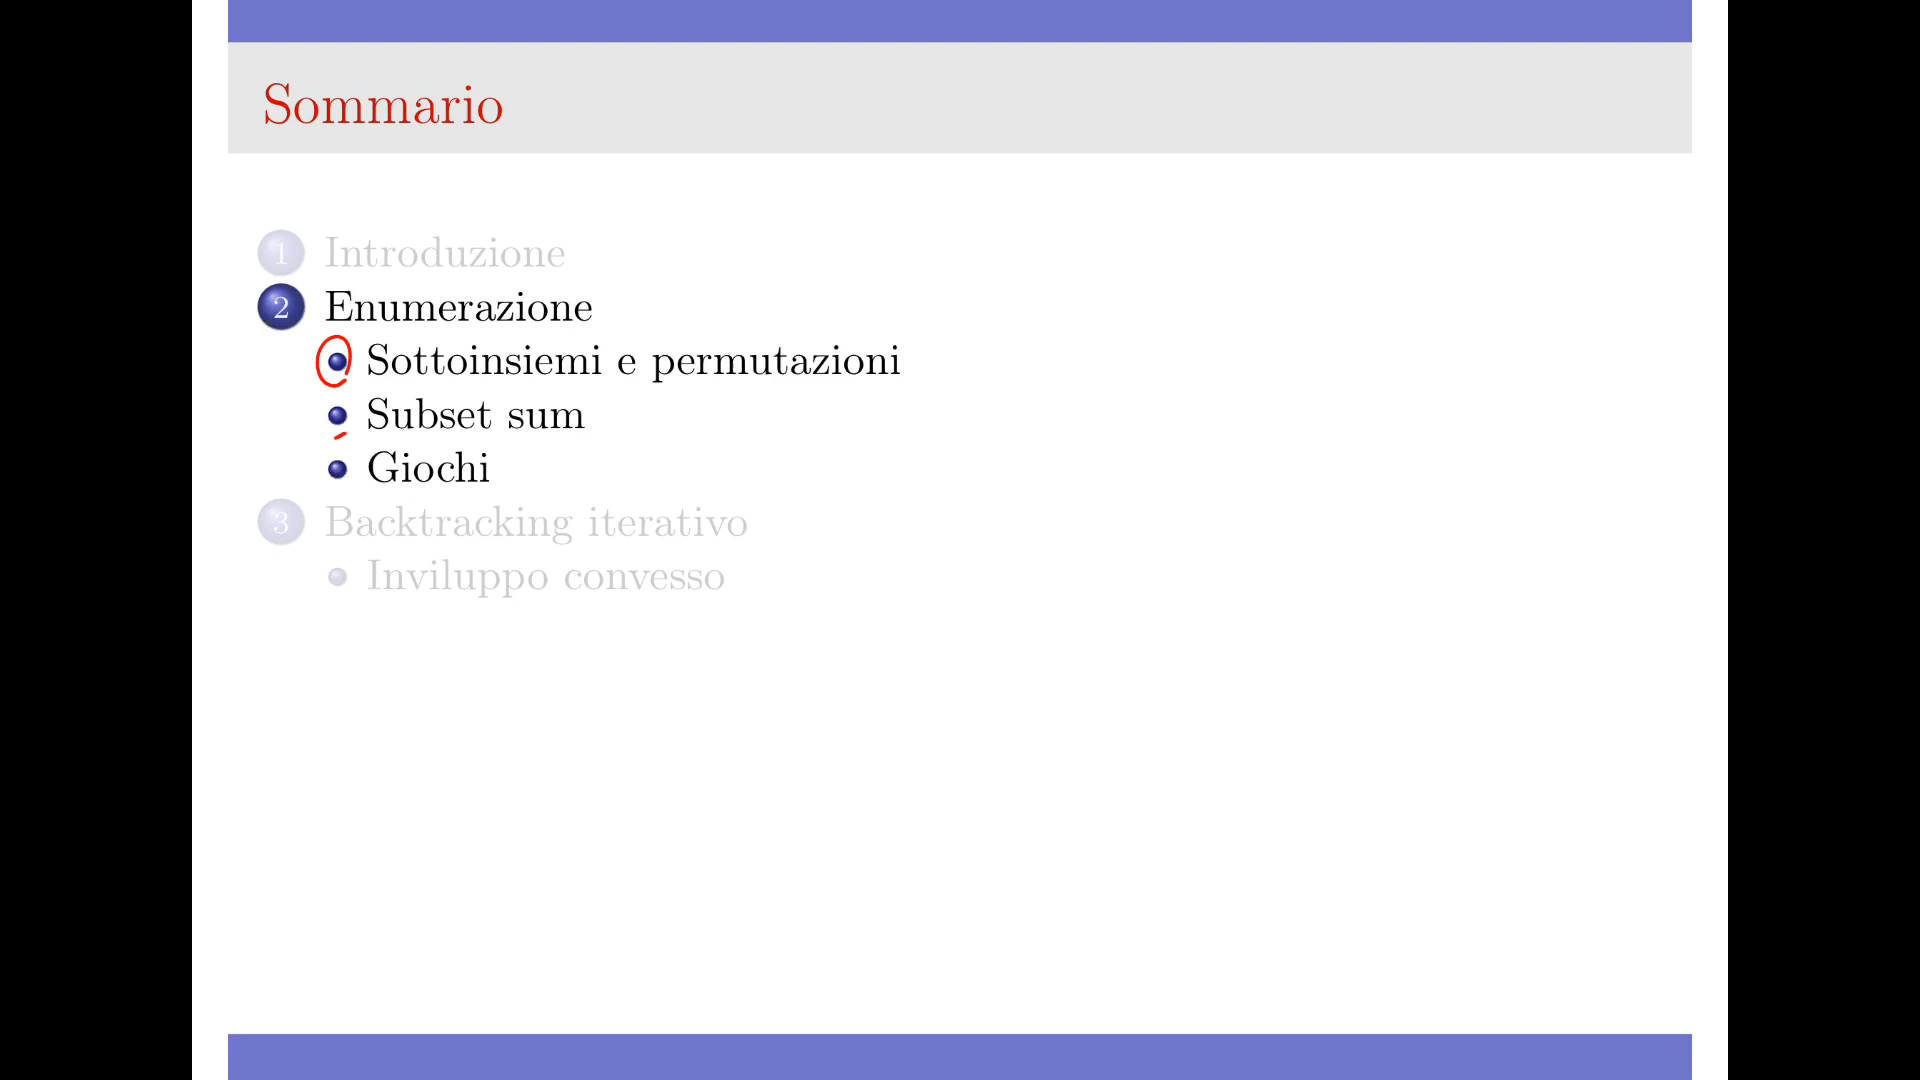 Sommario
1 Introduzione
2 Enumerazione
Sottoinsiemi e permutazioni
Subset sum
Giochi
3 Backtracking iterativo
Inviluppo convesso